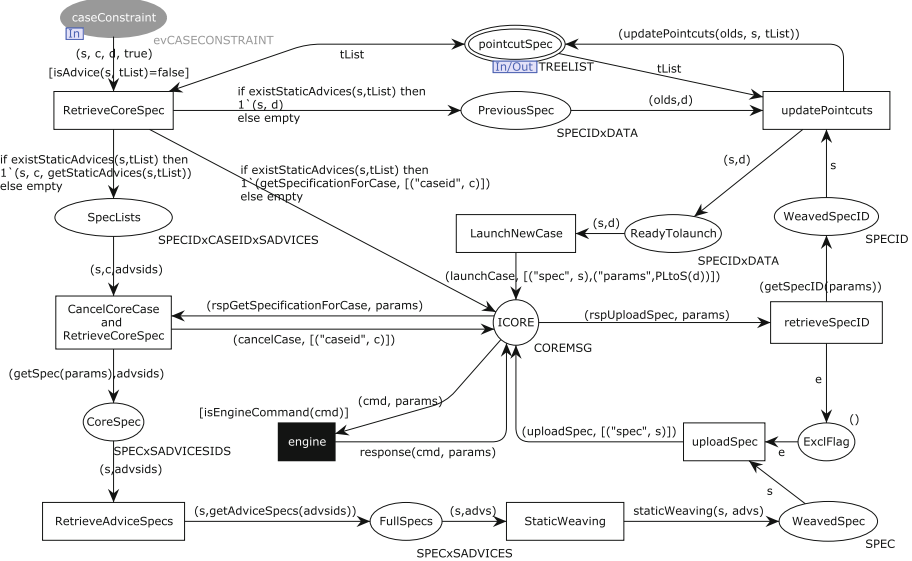 caseConstraint
In
evCASECONSTRAINT
(s, c, d, true)
[isAdvice(s, tList)=false]
tList
pointcutSpec
In/Out
TREELIST
(updatePointcuts(olds, s, tList))
tList
RetrieveCoreSpec
if existStaticAdvices(s,tList) then
1`(s, d)
else empty
PreviousSpec
SPECIDxDATA
(olds,d)
updatePointcuts
if existStaticAdvices(s,tList) then
1`(s, c, getStaticAdvices(s,tList))
else empty
if existStaticAdvices(s,tList) then
1`(getSpecificationForCase, [("caseid", c)])
else empty
(s,d)
s
SpecLists
SPECIDxCASEIDxSADVICES
LaunchNewCase
(s,d)
ReadyTolaunch
SPECIDxDATA
WeavedSpecID
SPECID
(s,c,advsids)
(launchCase, [("spec", s),("params",PLtoS(d))])
(getSpecID(params))
CancelCoreCase
and
RetrieveCoreSpec
(rspGetSpecificationForCase, params)
(cancelCase, [("caseid", c)])
ICORE
COREMSG
(rspUploadSpec, params)
retrieveSpecID
(getSpec(params),advsids)
e
CoreSpec
SPECxSADVICESIDS
[isEngineCommand(cmd)]
(cmd, params)
engine
response(cmd, params)
(uploadSpec, [("spec", s)])
uploadSpec
e
ExclFlag
()
(s,advsids)
s
RetrieveAdviceSpecs
(s,getAdviceSpecs(advsids))
FullSpecs
SPECxSADVICES
(s,advs)
StaticWeaving
staticWeaving(s, advs)
WeavedSpec
SPEC